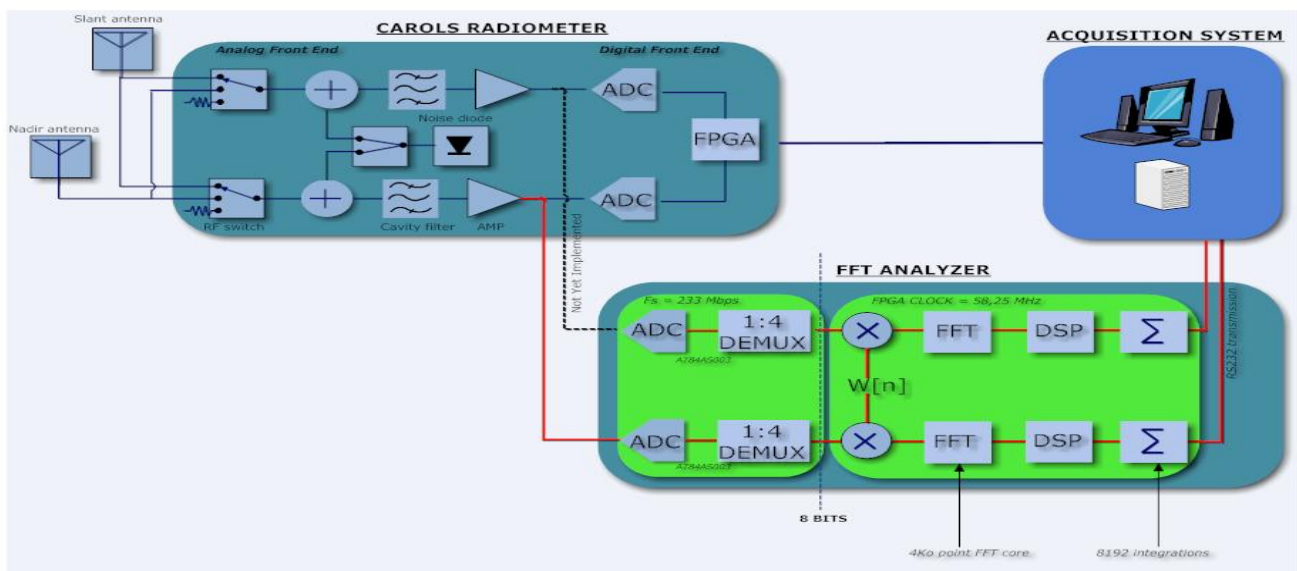 Slant antenna
CAROLS RADIOMETER
ACQUISITION SYSTEM
Analog Front End
Digital Front End
ADC
Noise diode
Nadir antenna
FPGA
ADC
RF switch
Cavity filter
AMP
Not Yet Implemented
FFT ANALYZER
Fs = 233 Mbps
FPGA CLOCK = 58,25 MHz
RS232 transmission
ADC
1:4
DEMUX
FFT
DSP
Σ
AT84AS003
W[n]
ADC
1:4
DEMUX
FFT
DSP
Σ
AT84AS003
8 BITS
4Ko point FFT core
8192 integrations